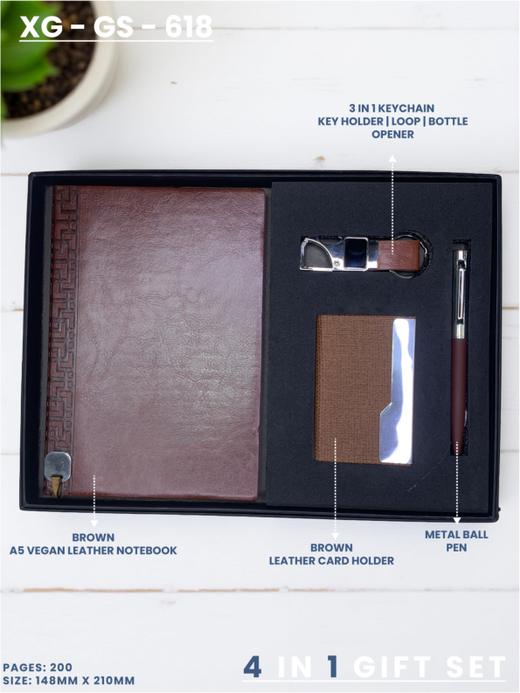 XG - GS - 618
3 IN 1 KEYCHAIN
KEY HOLDER | LOOP | BOTTLE
OPENER
BROWN
A5 VEGAN LEATHER NOTEBOOK
BROWN
LEATHER CARD HOLDER
METAL BALL
PEN
PAGES: 200
SIZE: 148MM X 210MM
4 IN 1 GIFT SET